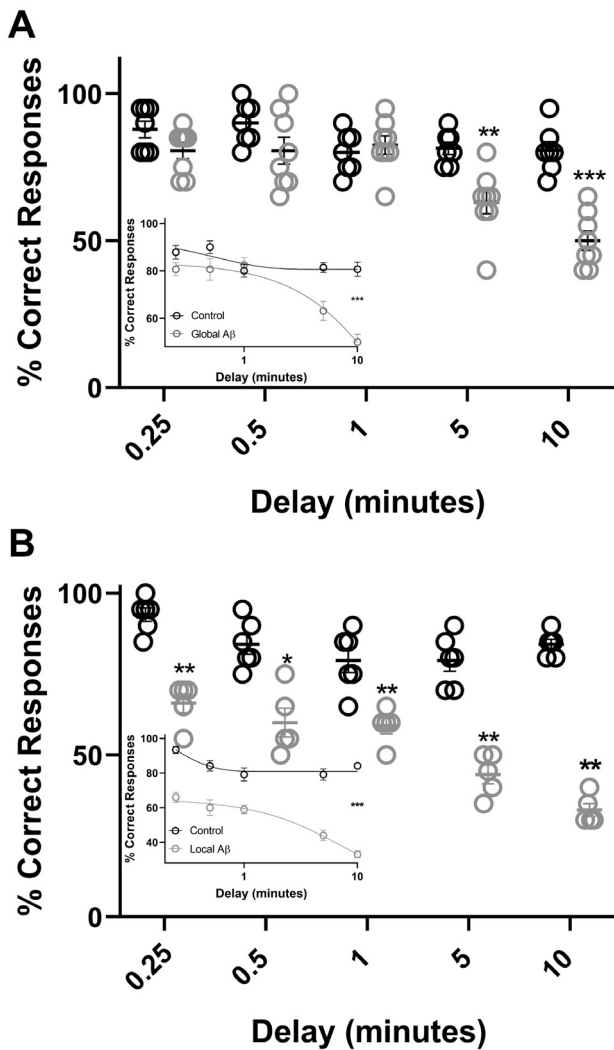 A
% Correct Responses
100
50
0
**
***
% Correct Responses
100
80
60
***
Control
Global Aβ
1
10
Delay (minutes)
0.25
0.5
1
5
10
Delay (minutes)
B
% Correct Responses
100
50
0
**
*
**
**
**
% Correct Responses
100
80
60
40
***
Control
Local Aβ
1
10
Delay (minutes)
0.25
0.5
1
5
10
Delay (minutes)